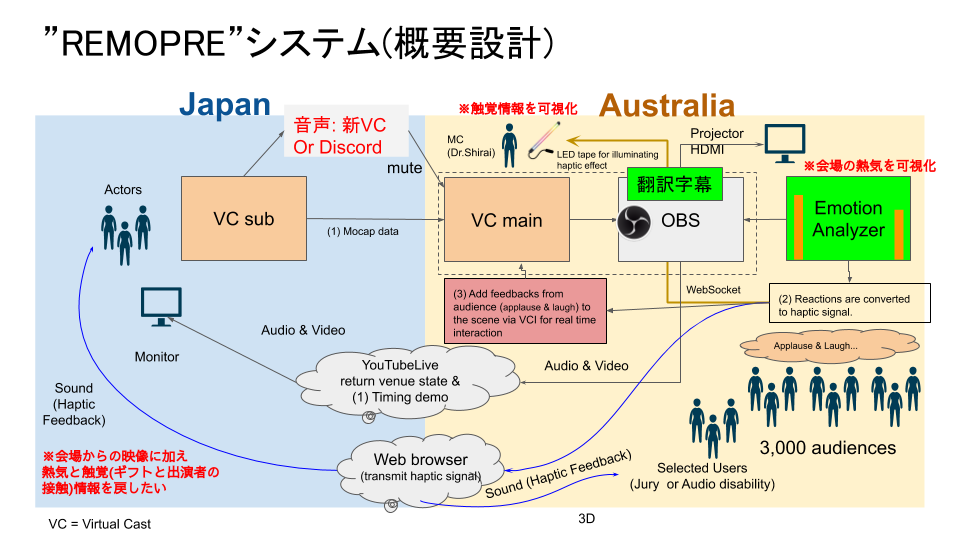 ”REMOPRE”システム(概要設計)
Japan
Australia
※触覚情報を可視化
音声: 新VC
Or Discord
mute
MC
(Dr.Shirai)
LED tape for illuminating
haptic effect
Projector
HDMI
※会場の熱気を可視化
翻訳字幕
Actors
VC sub
(1) Mocap data
VC main
OBS
Emotion
Analyzer
WebSocket
(3) Add feedbacks from
audience (applause & laugh) to
the scene via VCI for real time
interaction
(2) Reactions are converted
to haptic signal.
Applause & Laugh...
Audio & Video
Monitor
YouTubeLive
return venue state &
(1) Timing demo
Audio & Video
Sound
(Haptic
Feedback)
3,000 audiences
※会場からの映像に加え
熱気と触覚(ギフトと出演者の
接触)情報を戻したい
Web browser
(transmit haptic signal)
Sound (Haptic Feedback)
Selected Users
(Jury or Audio disability)
VC = Virtual Cast
3D